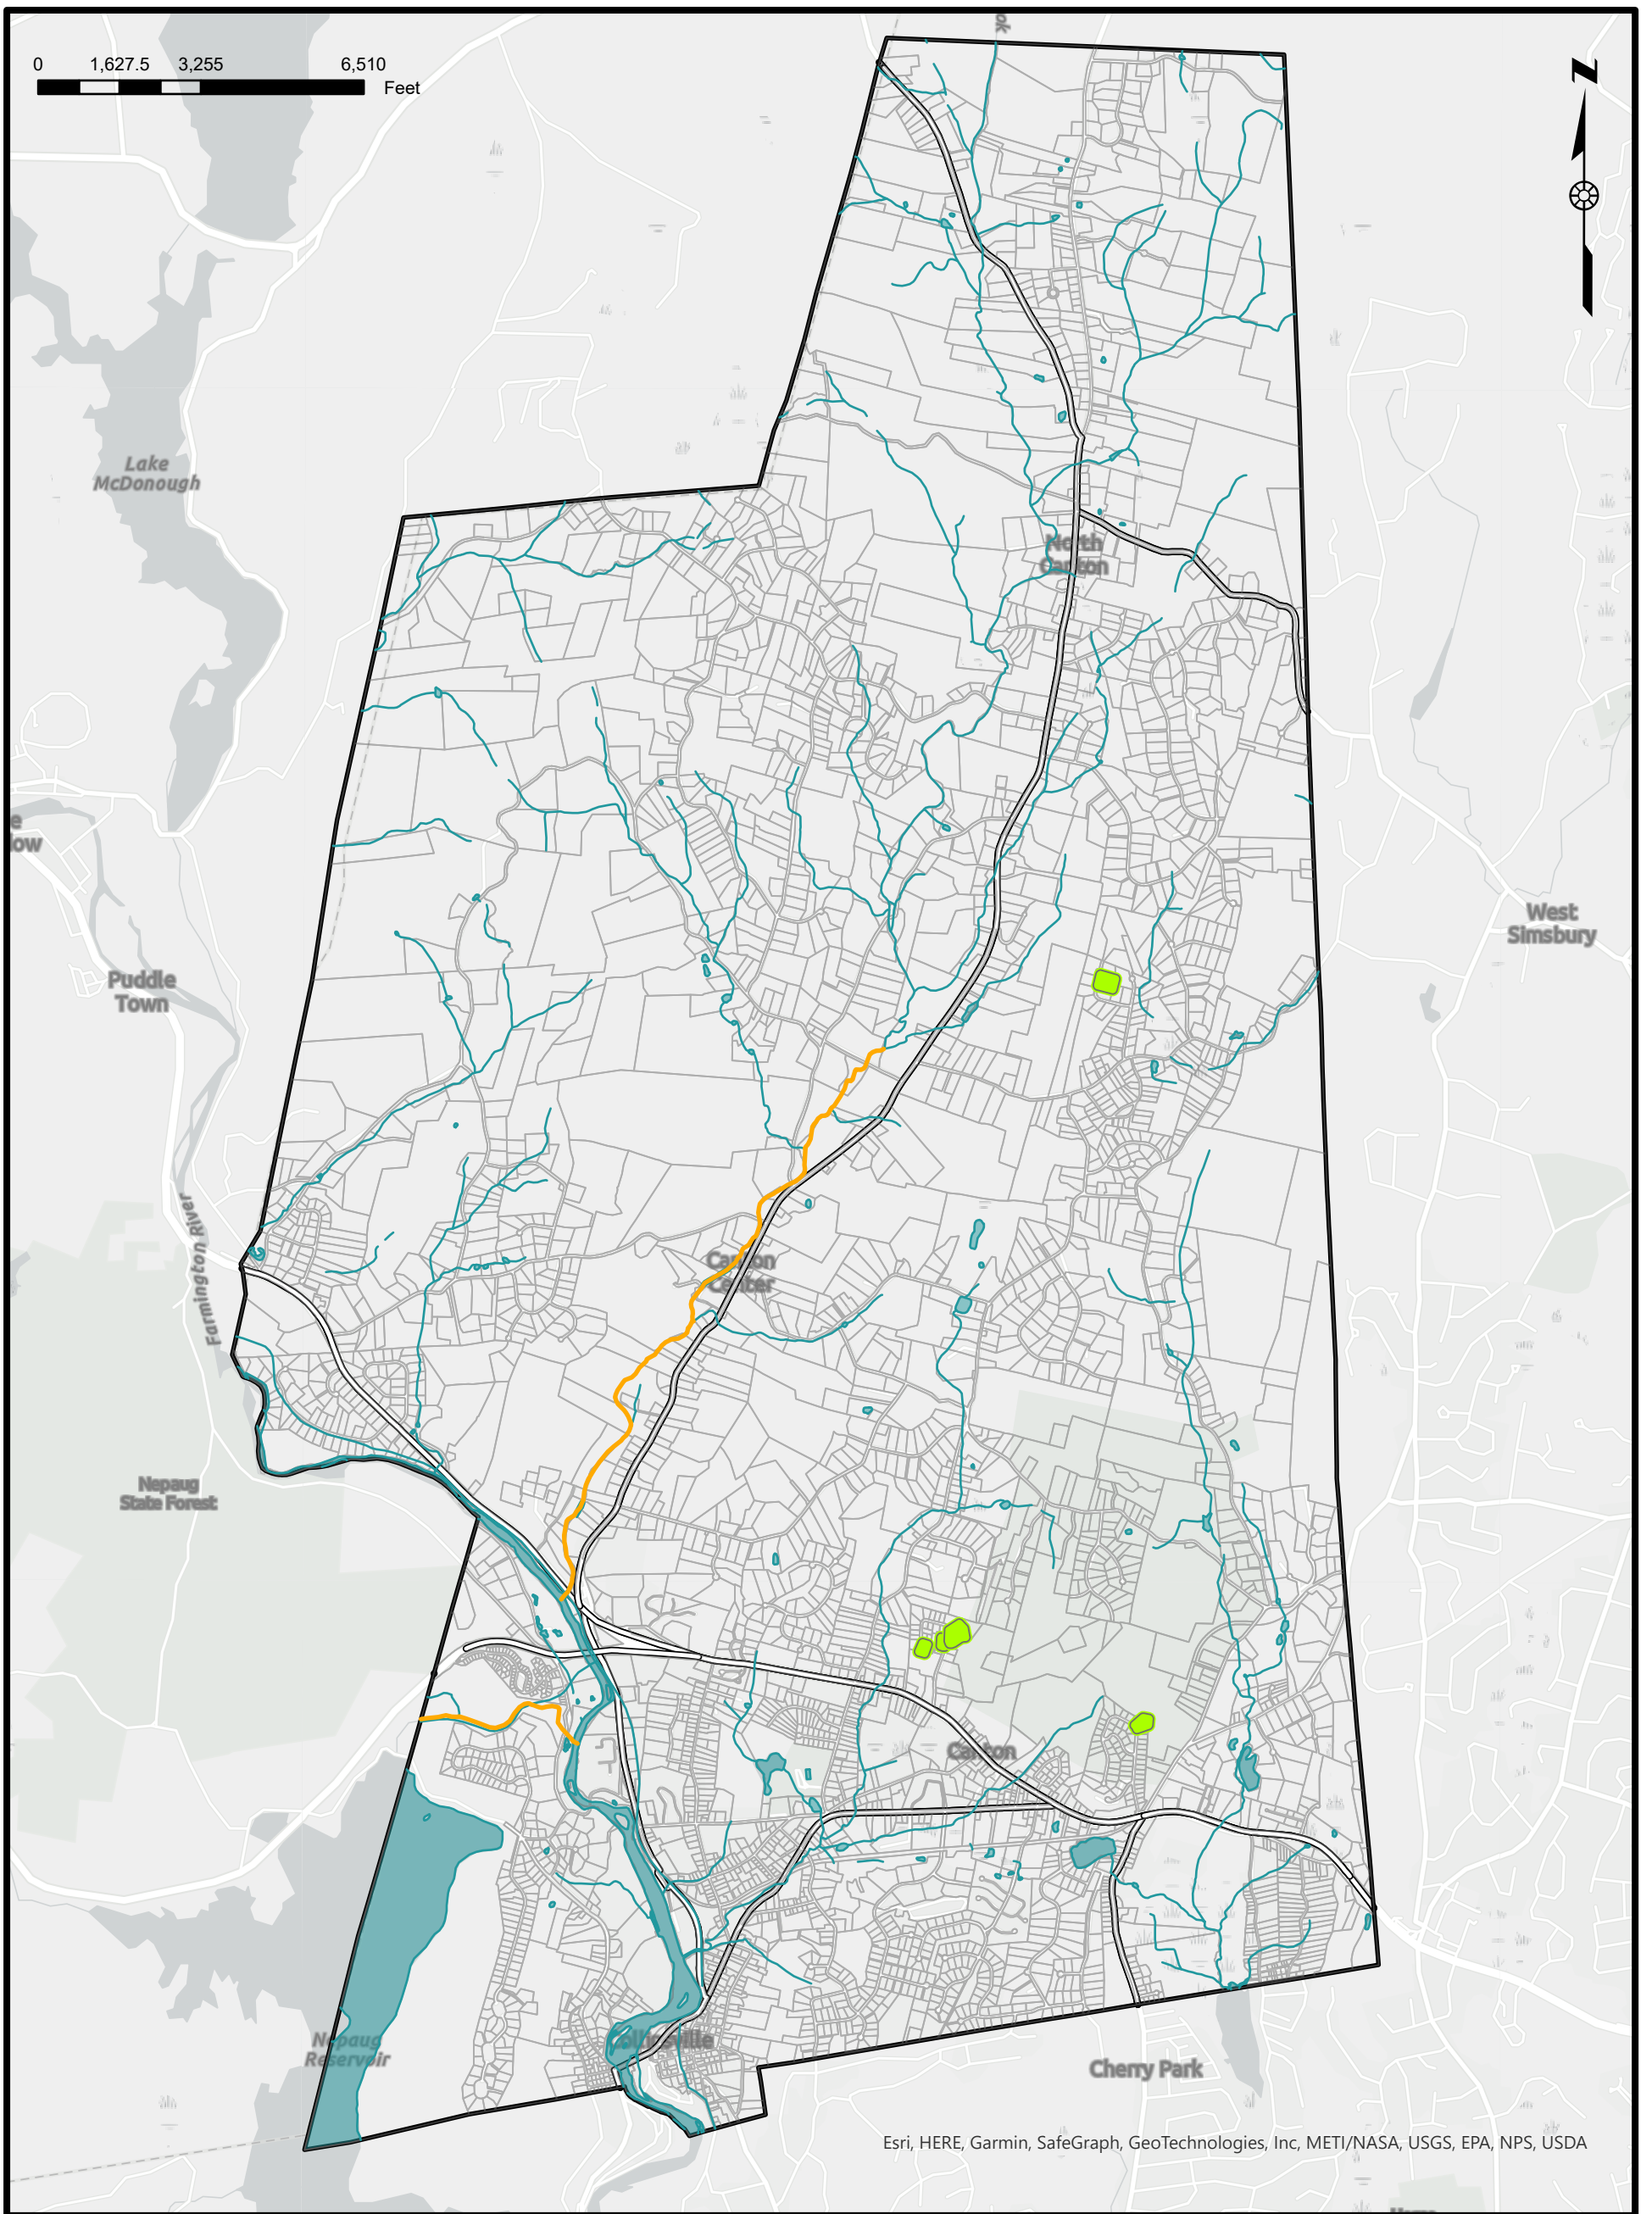 ok
0 1,627.5 3,255 6,510
Feet
N
Lake
McDonough
North
Canton
e
low
West
Simsbury
Puddle
Town
Farmington River
Canton
Center
Nepaug
State Forest
Canton
Nepaug
Reservoir
Collinsville
Cherry Park
Esri, HERE, Garmin, SafeGraph, GeoTechnologies, Inc, METI/NASA, USGS, EPA, NPS, USDA